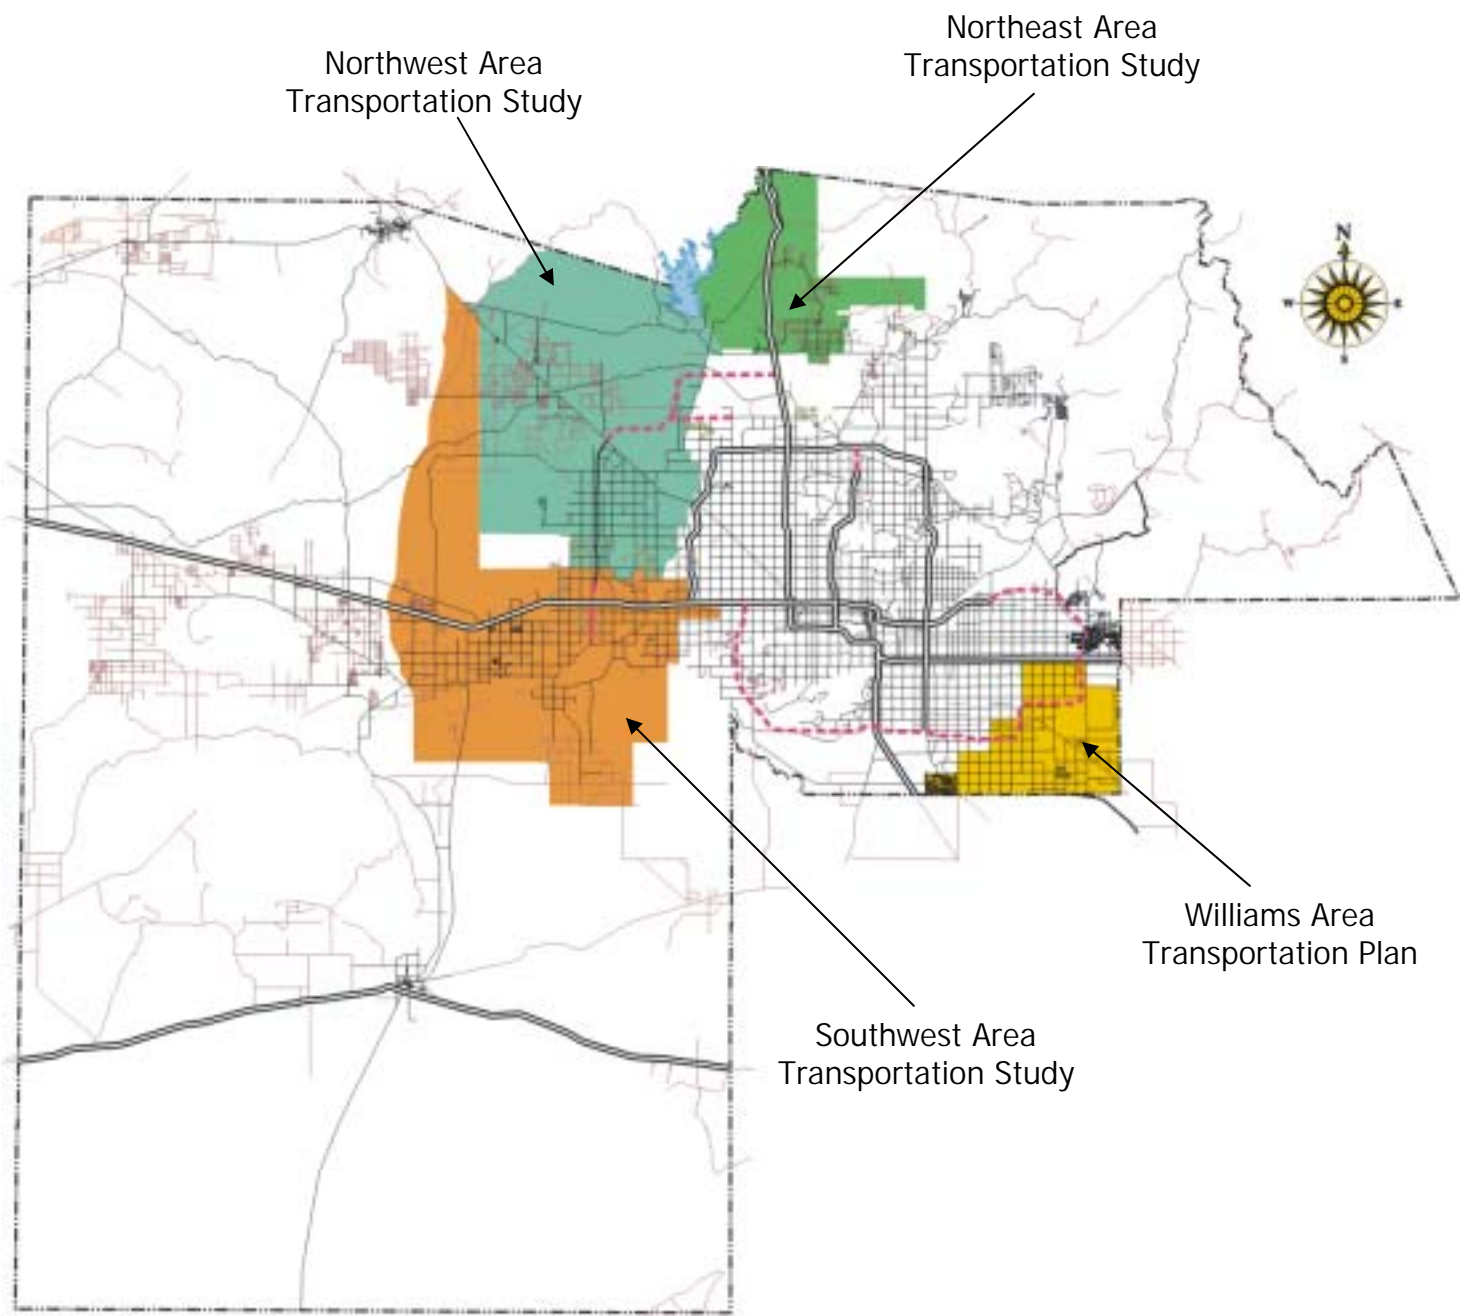 Northeast Area
Transportation Study
Northwest Area
Transportation Study
N
W
E
S
Williams Area
Transportation Plan
Southwest Area
Transportation Study